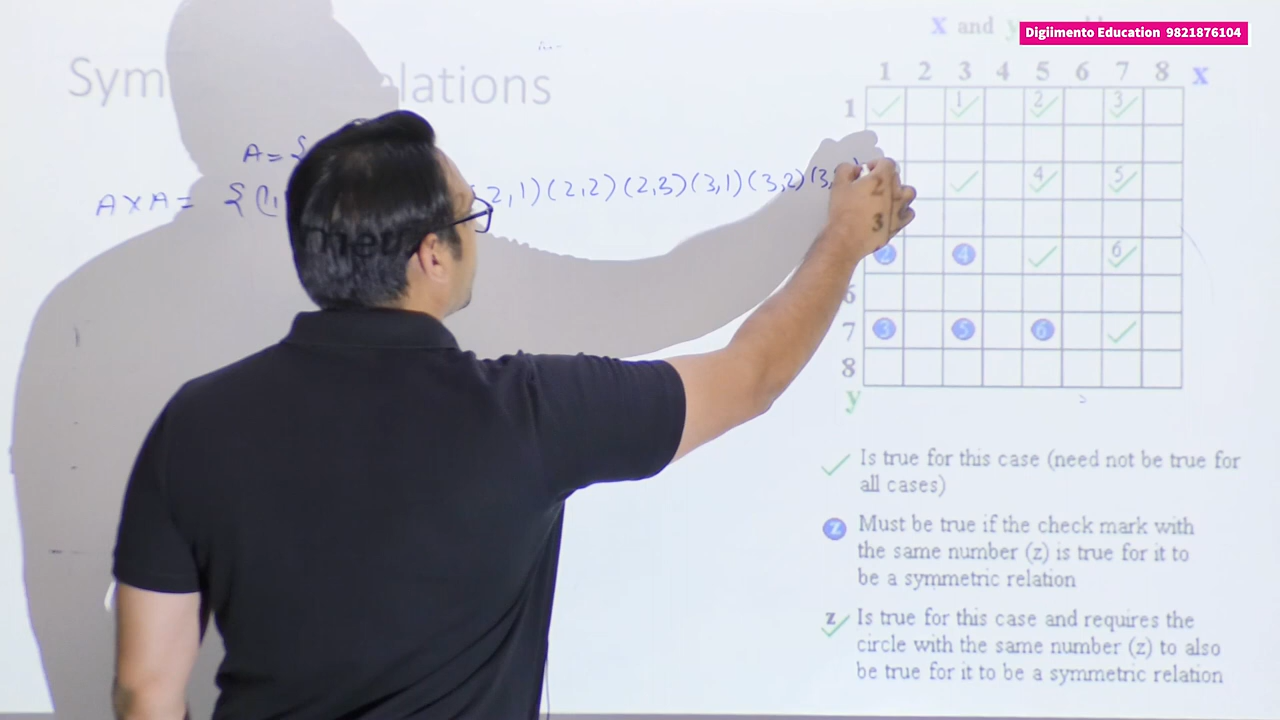 x and
Digiimento Education 9821876104
1 2 3 4 5 6 7 8 x
Sym lations
1 1 2 3
A = {
A x A = { (1, 2,1) (2,2) (2,3) (3,1) (3,2) (3,
2 4 5
3
2 4 6
6
7 3 5 6
8
y
Is true for this case (need not be true for
all cases)
z Must be true if the check mark with
the same number (z) is true for it to
be a symmetric relation
z Is true for this case and requires the
circle with the same number (z) to also
be true for it to be a symmetric relation